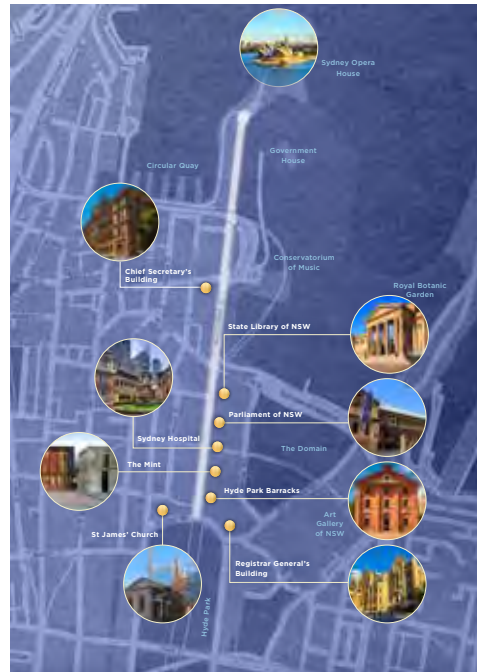 Sydney Opera
House
Government
House
Circular Quay
Conservatorium
of Music
Chief Secretary's
Building
Royal Botanic
Garden
State Library of NSW
Parliament of NSW
Sydney Hospital
The Domain
The Mint
Hyde Park Barracks
Art
Gallery
of NSW
St James' Church
Registrar General's
Building
Hyde Park